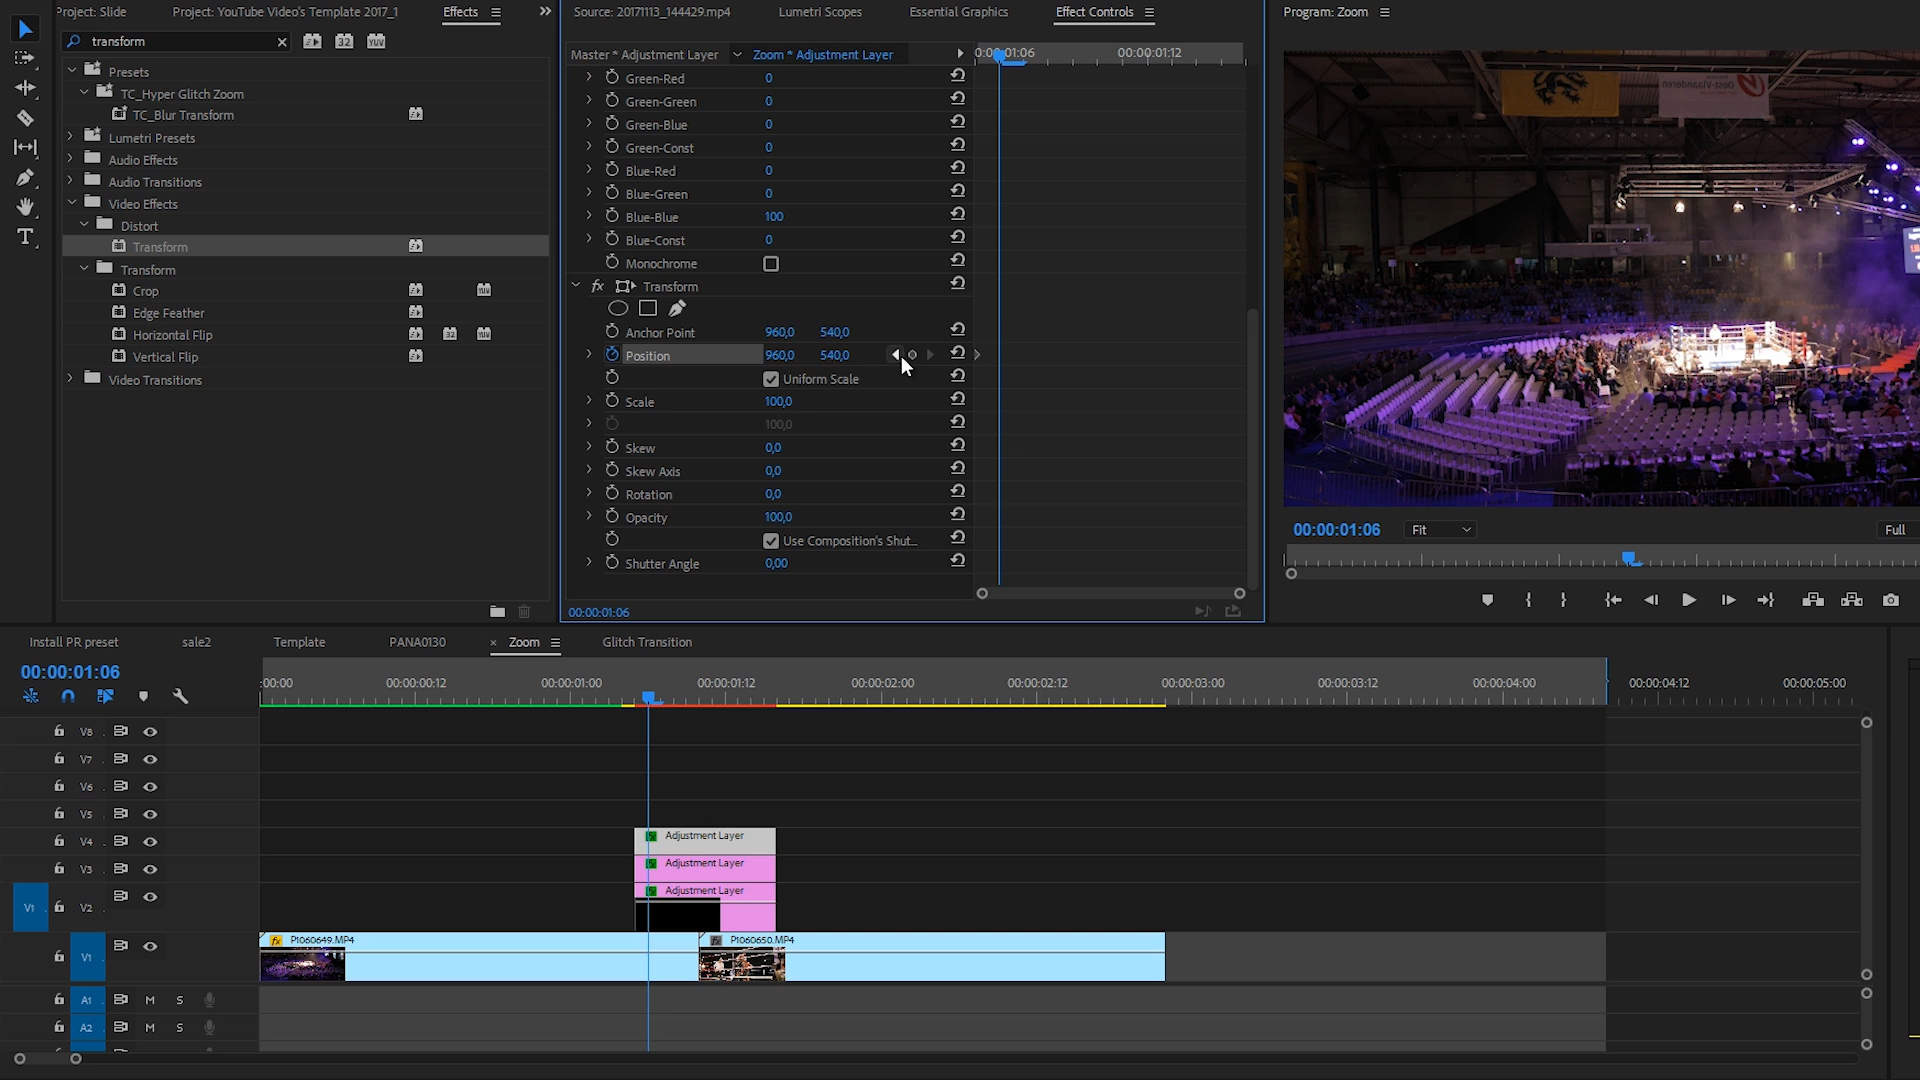 Project: Slide
Project: YouTube Video's Template 2017_1
Effects
Source: 20171113_144429.mp4
Lumetri Scopes
Essential Graphics
Effect Controls
Program: Zoom
transform
32
YUV
Master * Adjustment Layer
Zoom * Adjustment Layer
0:00:01:06
00:00:01:12
Presets
TC_Hyper Glitch Zoom
TC_Blur Transform
Lumetri Presets
Audio Effects
Audio Transitions
Video Effects
Distort
Transform
Transform
Crop
Edge Feather
Horizontal Flip
32
Vertical Flip
Video Transitions
Green-Red 0
Green-Green 0
Green-Blue 0
Green-Const 0
Blue-Red 0
Blue-Green 0
Blue-Blue 100
Blue-Const 0
Monochrome
fx Transform
Anchor Point 960,0 540,0
Position 960,0 540,0
Uniform Scale
Scale 100,0
100,0
Skew 0,0
Skew Axis 0,0
Rotation 0,0
Opacity 100,0
Use Composition's Shut...
Shutter Angle 0,00
00:00:01:06
Oost-Vlaanderen
00:00:01:06
Fit
Full
Install PR preset
sale2
Template
PANA0130
× Zoom
Glitch Transition
00:00:01:06
:00:00
00:00:00:12
00:00:01:00
00:00:01:12
00:00:02:00
00:00:02:12
00:00:03:00
00:00:03:12
00:00:04:00
00:00:04:12
00:00:05:00
V8
V7
V6
V5
V4
Adjustment Layer
V3
Adjustment Layer
V1
V2
Adjustment Layer
V1
fx P1060649.MP4
fx P1060650.MP4
A1 M S
A2 M S